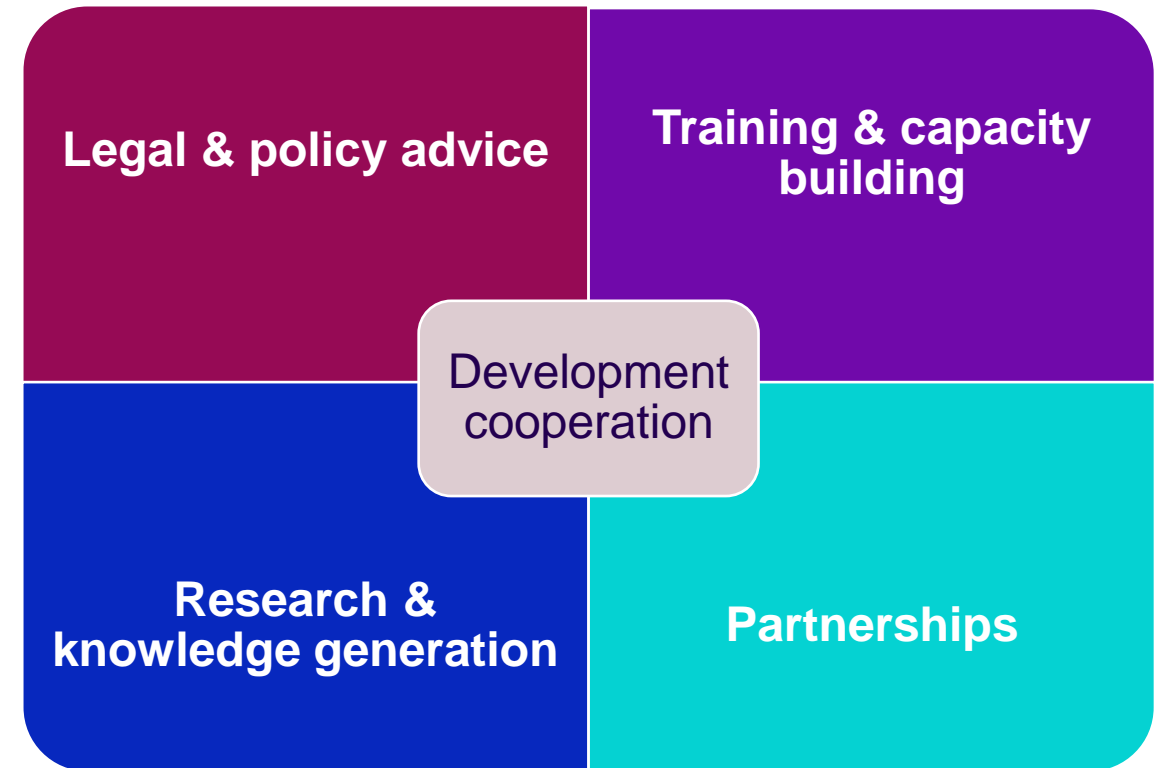 Legal & policy advice
Training & capacity
building
Development
cooperation
Research &
knowledge generation
Partnerships